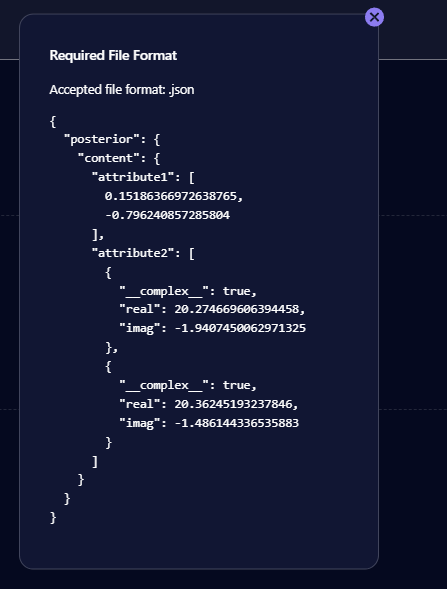 Required File Format
Accepted file format: .json
{
  "posterior": {
    "content": {
      "attribute1": [
        0.15186366972638765,
        -0.796240857285804
      ],
      "attribute2": [
        {
          "__complex__": true,
          "real": 20.274669606394458,
          "imag": -1.9407450062971325
        },
        {
          "__complex__": true,
          "real": 20.36245193237846,
          "imag": -1.486144336535883
        }
      ]
    }
  }
}